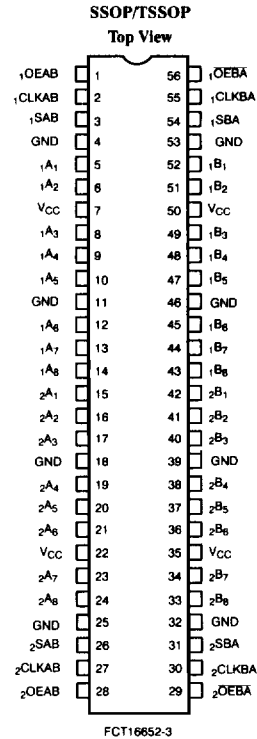 SSOP/TSSOP
Top View
₁OEAB 1 56 ₁O̅E̅B̅A̅
₁CLKAB 2 55 ₁CLKBA
₁SAB 3 54 ₁SBA
GND 4 53 GND
₁A₁ 5 52 ₁B₁
₁A₂ 6 51 ₁B₂
VCC 7 50 VCC
₁A₃ 8 49 ₁B₃
₁A₄ 9 48 ₁B₄
₁A₅ 10 47 ₁B₅
GND 11 46 GND
₁A₆ 12 45 ₁B₆
₁A₇ 13 44 ₁B₇
₁A₈ 14 43 ₁B₈
₂A₁ 15 42 ₂B₁
₂A₂ 16 41 ₂B₂
₂A₃ 17 40 ₂B₃
GND 18 39 GND
₂A₄ 19 38 ₂B₄
₂A₅ 20 37 ₂B₅
₂A₆ 21 36 ₂B₆
VCC 22 35 VCC
₂A₇ 23 34 ₂B₇
₂A₈ 24 33 ₂B₈
GND 25 32 GND
₂SAB 26 31 ₂SBA
₂CLKAB 27 30 ₂CLKBA
₂OEAB 28 29 ₂O̅E̅B̅A̅
FCT16652-3